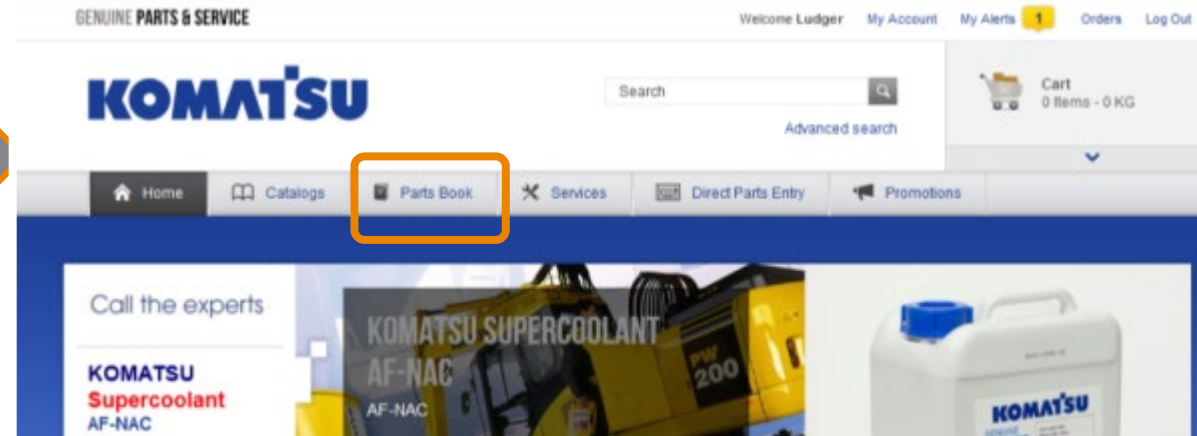 GENUINE PARTS & SERVICE
Welcome Ludger My Account My Alerts 1 Orders Log Out
KOMATSU
Search
Advanced search
Cart
0 Items - 0 KG
Home Catalogs Parts Book Services Direct Parts Entry Promotions
Call the experts
KOMATSU
Supercoolant
AF-NAC
KOMATSU SUPERCOOLANT
AF-NAC
AF-NAC
PW
200
KOMATSU
GENUINE